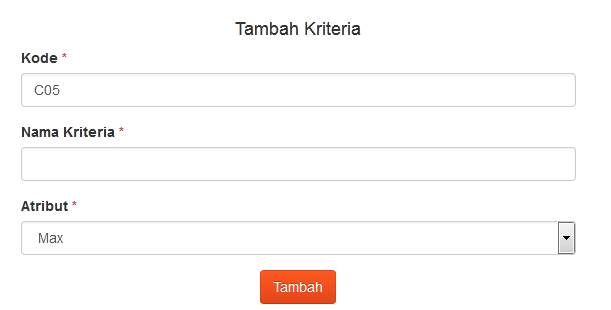 Tambah Kriteria
Kode *
C05
Nama Kriteria *
Atribut *
Max
Tambah